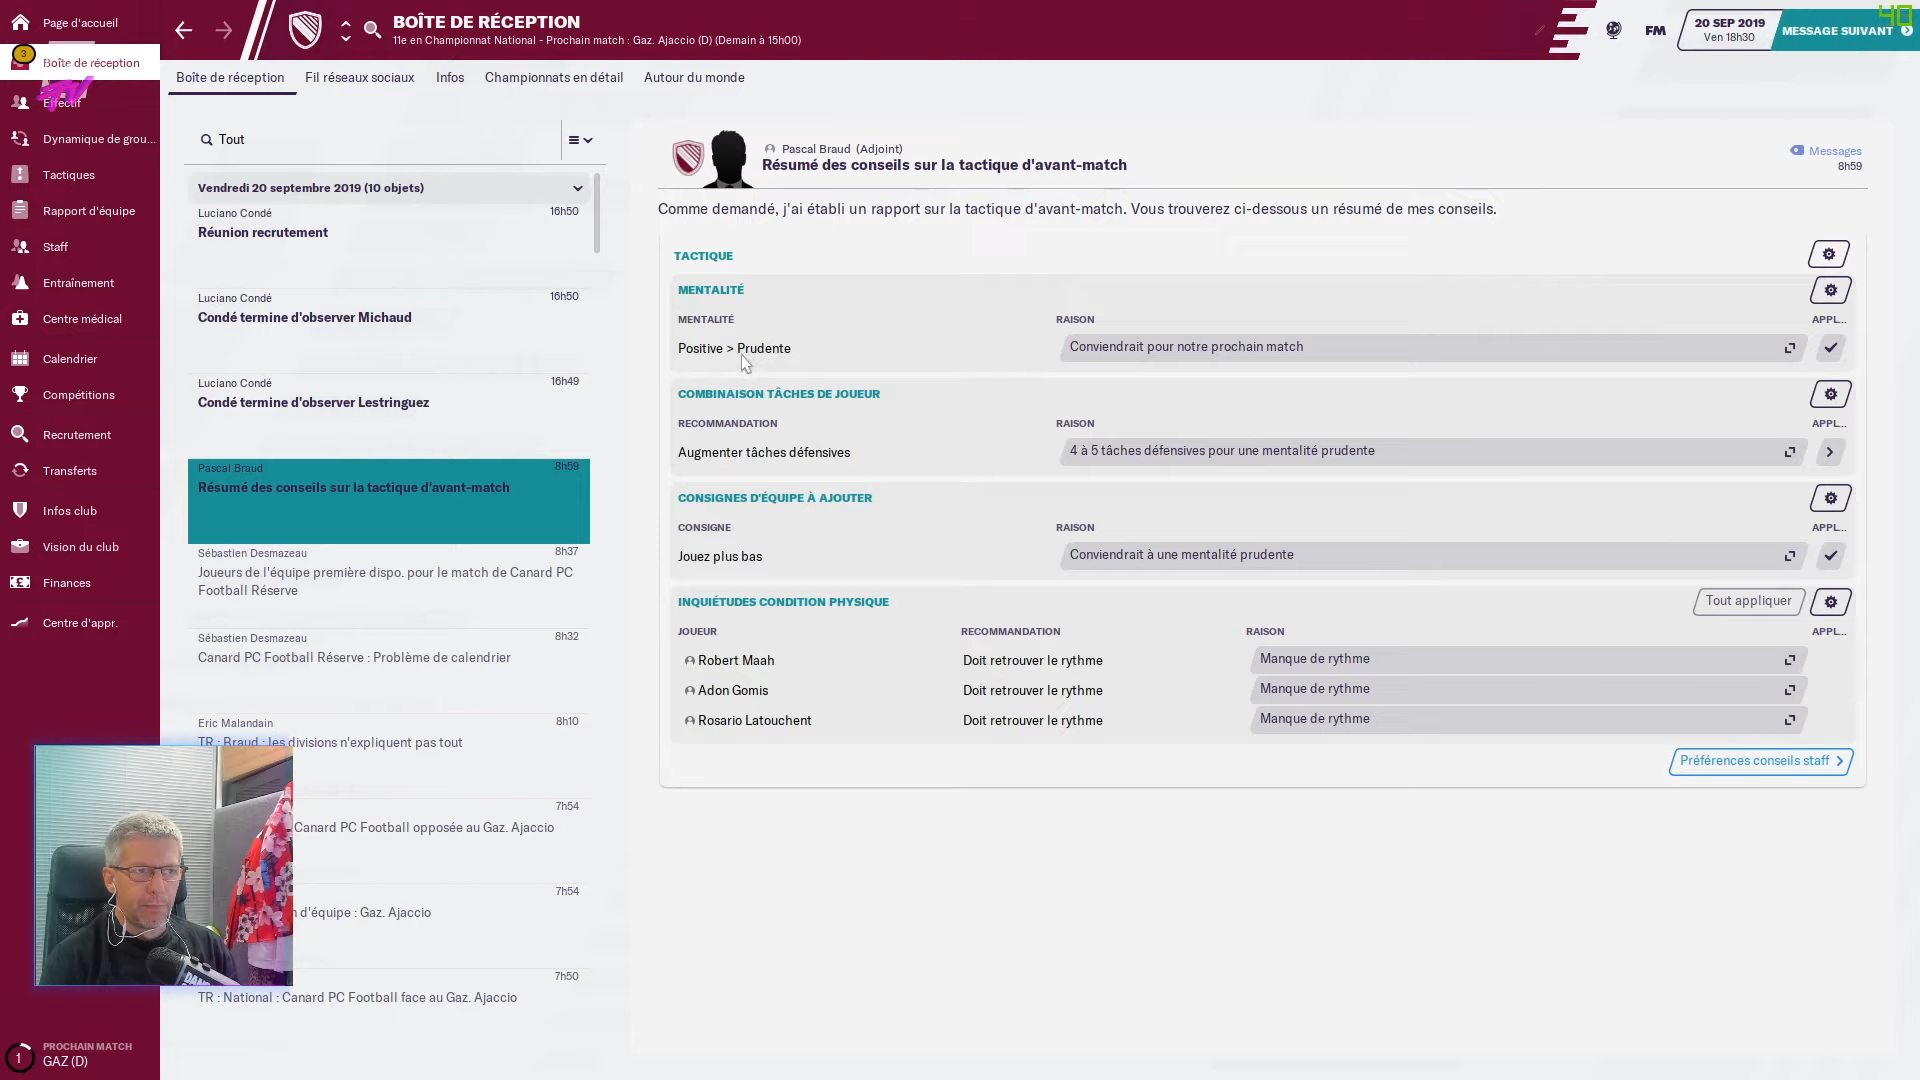 Page d'accueil
3
Boîte de réception
Effectif
Dynamique de grou...
Tactiques
Rapport d'équipe
Staff
Entraînement
Centre médical
Calendrier
Compétitions
Recrutement
Transferts
Infos club
Vision du club
Finances
Centre d'appr.
PROCHAIN MATCH
1
GAZ (D)
BOÎTE DE RÉCEPTION
11e en Championnat National - Prochain match : Gaz. Ajaccio (D) (Demain à 15h00)
FM
20 SEP 2019
Ven 18h30
MESSAGE SUIVANT
40
Boîte de réception
Fil réseaux sociaux
Infos
Championnats en détail
Autour du monde
Tout
Vendredi 20 septembre 2019 (10 objets)
Luciano Condé
16h50
Réunion recrutement
Luciano Condé
16h50
Condé termine d'observer Michaud
Luciano Condé
16h49
Condé termine d'observer Lestringuez
Pascal Braud
8h59
Résumé des conseils sur la tactique d'avant-match
Sébastien Desmazeau
8h37
Joueurs de l'équipe première dispo. pour le match de Canard PC
Football Réserve
Sébastien Desmazeau
8h32
Canard PC Football Réserve : Problème de calendrier
Eric Malandain
8h10
TR : Braud : les divisions n'expliquent pas tout
7h54
Canard PC Football opposée au Gaz. Ajaccio
7h54
d'équipe : Gaz. Ajaccio
7h50
TR : National : Canard PC Football face au Gaz. Ajaccio
Pascal Braud (Adjoint)
Résumé des conseils sur la tactique d'avant-match
Messages
8h59
Comme demandé, j'ai établi un rapport sur la tactique d'avant-match. Vous trouverez ci-dessous un résumé de mes conseils.
TACTIQUE
MENTALITÉ
MENTALITÉ
RAISON
APPL...
Positive > Prudente
Conviendrait pour notre prochain match
COMBINAISON TÂCHES DE JOUEUR
RECOMMANDATION
RAISON
APPL...
Augmenter tâches défensives
4 à 5 tâches défensives pour une mentalité prudente
CONSIGNES D'ÉQUIPE À AJOUTER
CONSIGNE
RAISON
APPL...
Jouez plus bas
Conviendrait à une mentalité prudente
INQUIÉTUDES CONDITION PHYSIQUE
Tout appliquer
JOUEUR
RECOMMANDATION
RAISON
APPL...
Robert Maah
Doit retrouver le rythme
Manque de rythme
Adon Gomis
Doit retrouver le rythme
Manque de rythme
Rosario Latouchent
Doit retrouver le rythme
Manque de rythme
Préférences conseils staff